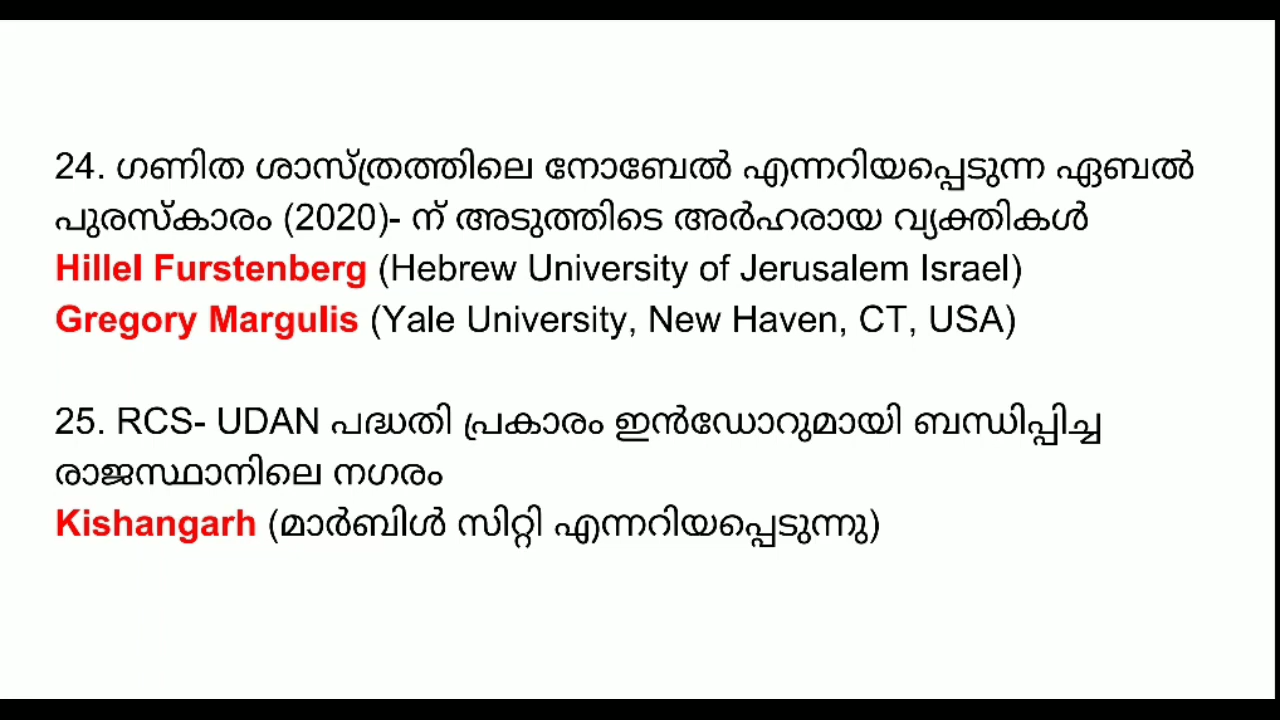 24. ഗണിത ശാസ്ത്രത്തിലെ നോബേൽ എന്നറിയപ്പെടുന്ന ഏബൽ
പുരസ്കാരം (2020)- ന് അടുത്തിടെ അർഹരായ വ്യക്തികൾ
Hillel Furstenberg (Hebrew University of Jerusalem Israel)
Gregory Margulis (Yale University, New Haven, CT, USA)
25. RCS- UDAN പദ്ധതി പ്രകാരം ഇൻഡോറുമായി ബന്ധിപ്പിച്ച
രാജസ്ഥാനിലെ നഗരം
Kishangarh (മാർബിൾ സിറ്റി എന്നറിയപ്പെടുന്നു)